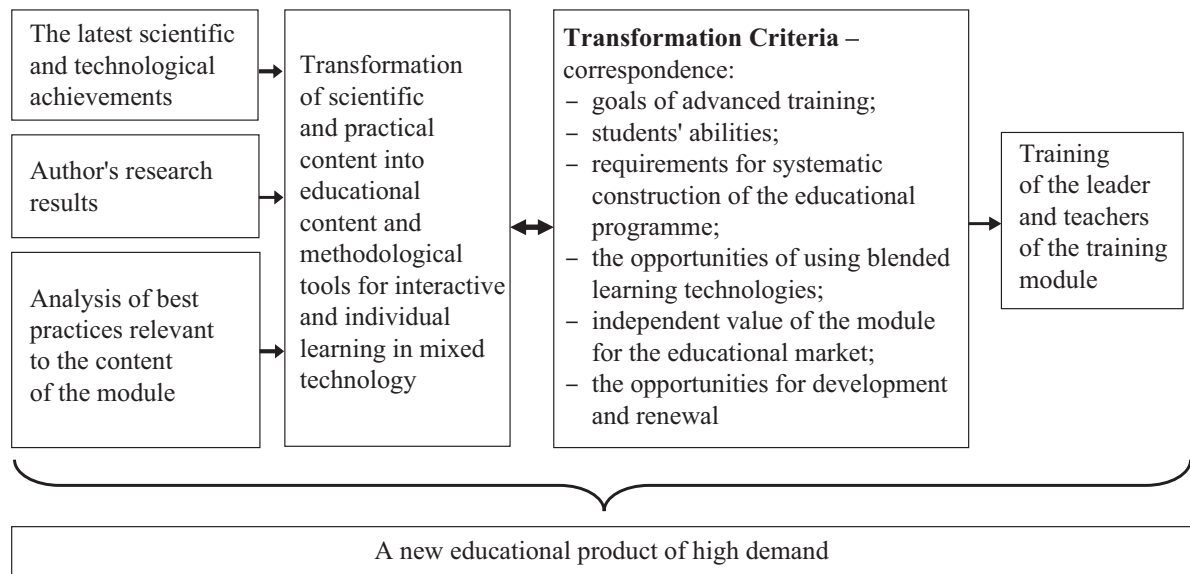 The latest scientific
and technological
achievements
Author's research
results
Analysis of best
practices relevant
to the content
of the module
Transformation
of scientific
and practical
content into
educational
content and
methodological
tools for interactive
and individual
learning in mixed
technology
Transformation Criteria –
correspondence:
– goals of advanced training;
– students' abilities;
– requirements for systematic
construction of the educational
programme;
– the opportunities of using blended
learning technologies;
– independent value of the module
for the educational market;
– the opportunities for development
and renewal
Training
of the leader
and teachers
of the training
module
A new educational product of high demand